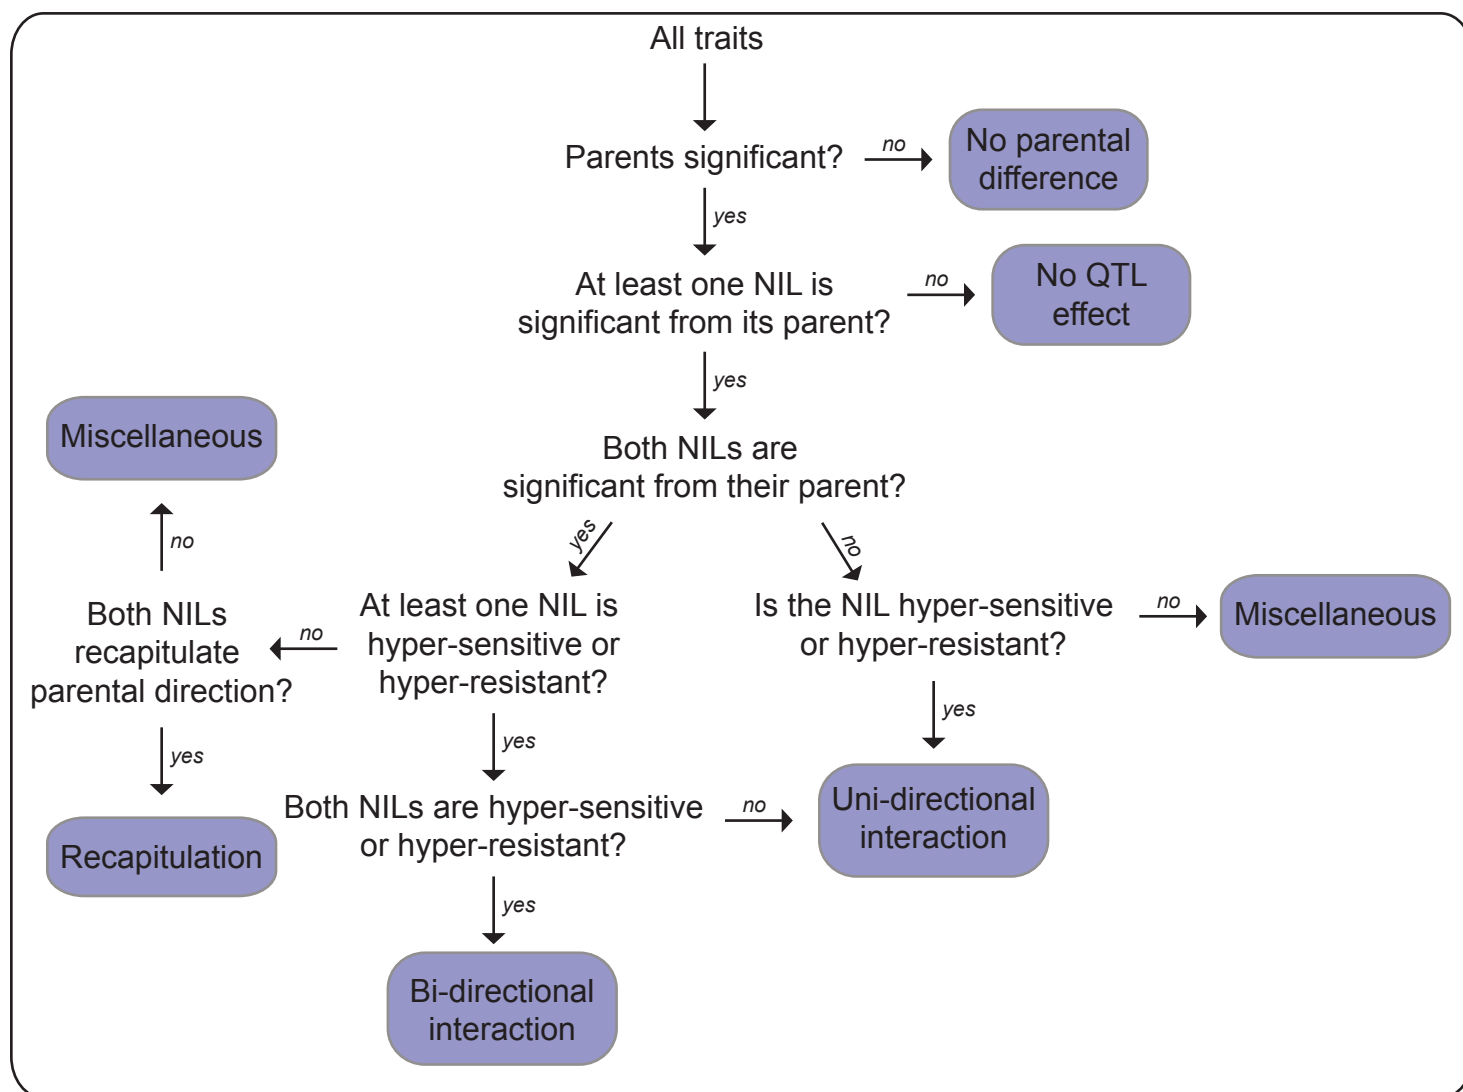 All traits
Parents significant?
no
No parental
difference
yes
At least one NIL is
significant from its parent?
no
No QTL
effect
yes
Both NILs are
significant from their parent?
yes
no
Miscellaneous
no
Both NILs
recapitulate
parental direction?
no
At least one NIL is
hyper-sensitive or
hyper-resistant?
Is the NIL hyper-sensitive
or hyper-resistant?
no
Miscellaneous
yes
yes
yes
Recapitulation
Both NILs are hyper-sensitive
or hyper-resistant?
no
Uni-directional
interaction
yes
Bi-directional
interaction